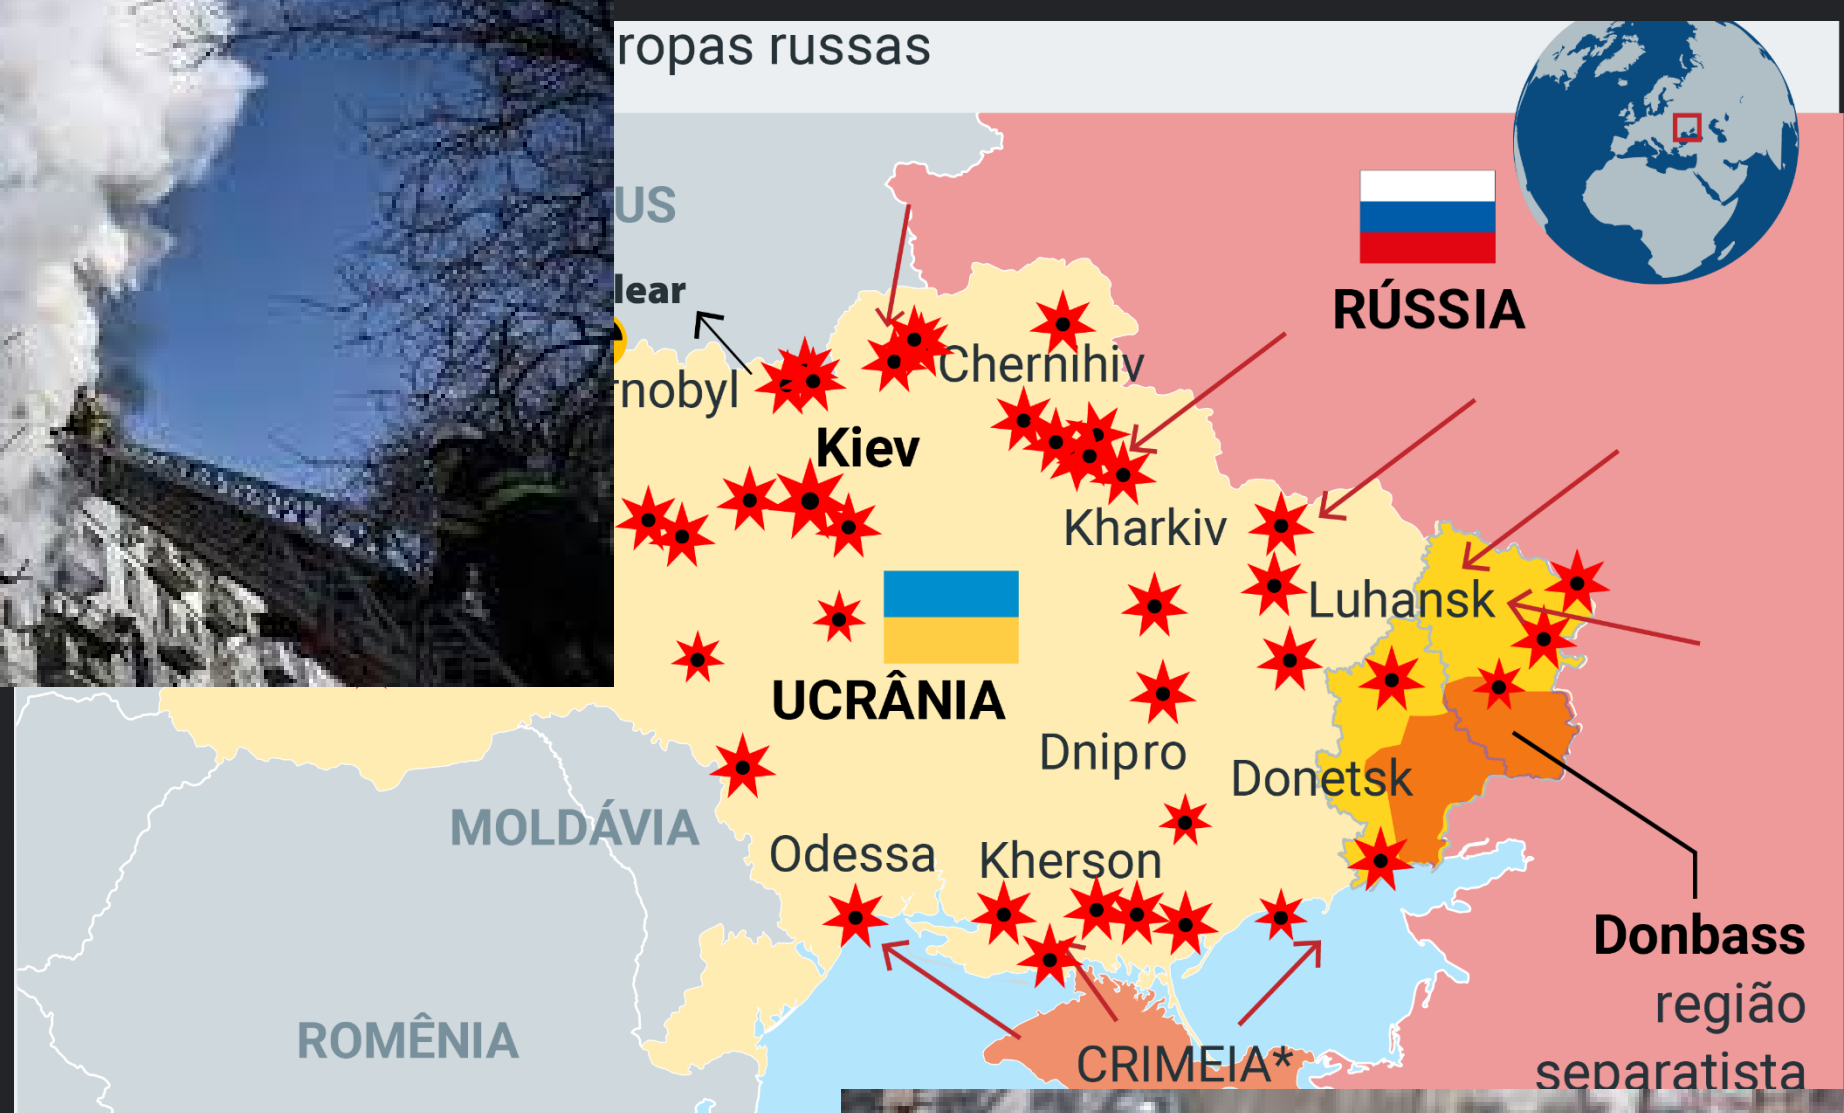 ropas russas
US
RÚSSIA
lear
Chernihiv
rnobyl
Kiev
Kharkiv
Luhansk
UCRÂNIA
Dnipro
Donetsk
MOLDÁVIA
Odessa
Kherson
Donbass
região
separatista
ROMÊNIA
CRIMEIA*